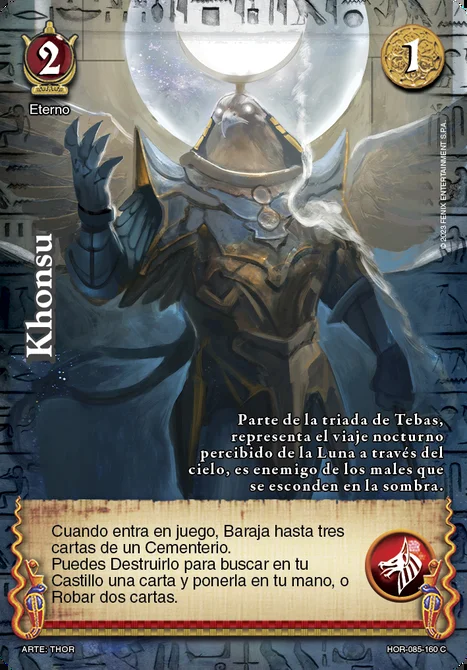 2
1
Eterno
© 2023 FENIX ENTERTAINMENT S.P.A.
Khonsu
Parte de la triada de Tebas,
representa el viaje nocturno
percibido de la Luna a través del
cielo, es enemigo de los males que
se esconden en la sombra.
Cuando entra en juego, Baraja hasta tres
cartas de un Cementerio.
Puedes Destruirlo para buscar en tu
Castillo una carta y ponerla en tu mano, o
Robar dos cartas.
ARTE: THOR
HOR-085-160 C